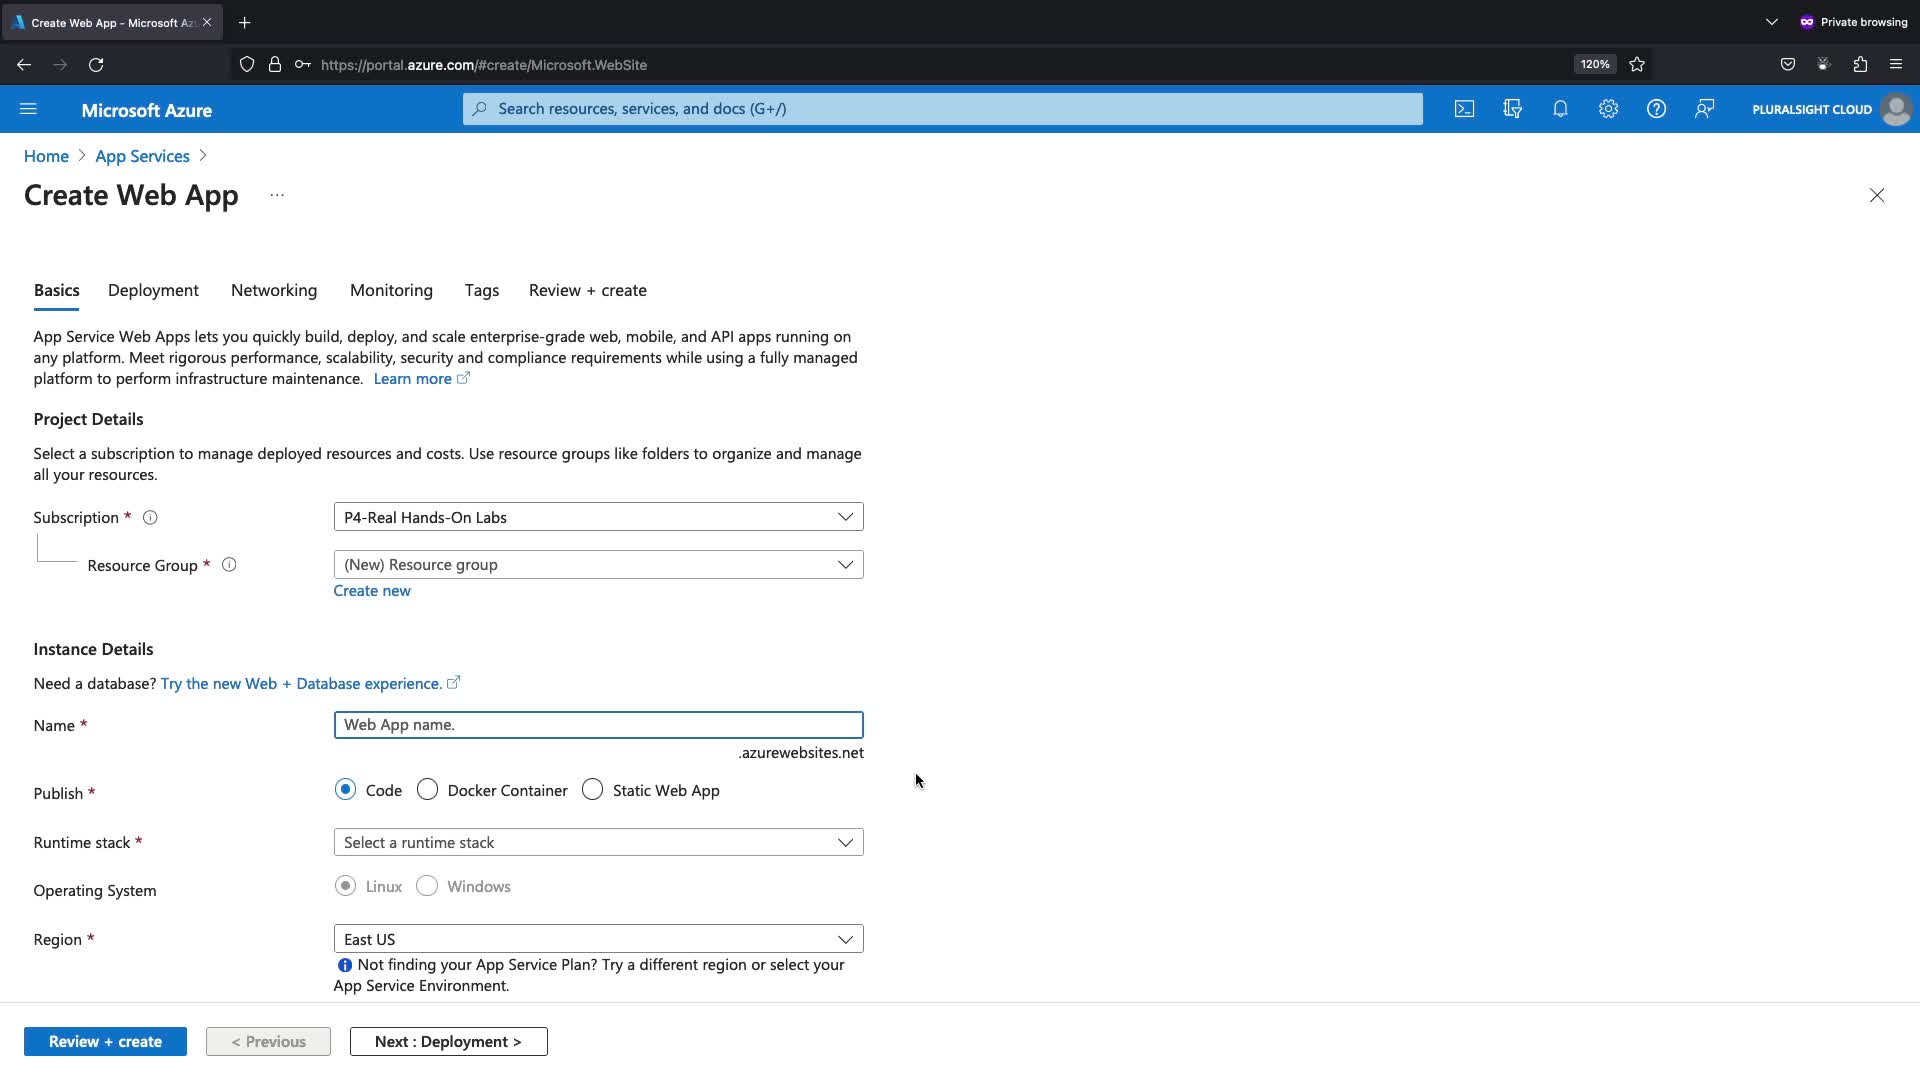 Create Web App - Microsoft Az
Private browsing
https://portal.azure.com/#create/Microsoft.WebSite
120%
Microsoft Azure
Search resources, services, and docs (G+/)
PLURALSIGHT CLOUD
Home > App Services >
Create Web App ...
Basics Deployment Networking Monitoring Tags Review + create
App Service Web Apps lets you quickly build, deploy, and scale enterprise-grade web, mobile, and API apps running on
any platform. Meet rigorous performance, scalability, security and compliance requirements while using a fully managed
platform to perform infrastructure maintenance. Learn more
Project Details
Select a subscription to manage deployed resources and costs. Use resource groups like folders to organize and manage
all your resources.
Subscription * P4-Real Hands-On Labs
Resource Group * (New) Resource group
Create new
Instance Details
Need a database? Try the new Web + Database experience.
Name * Web App name.
.azurewebsites.net
Publish * Code Docker Container Static Web App
Runtime stack * Select a runtime stack
Operating System Linux Windows
Region * East US
Not finding your App Service Plan? Try a different region or select your
App Service Environment.
Review + create < Previous Next : Deployment >